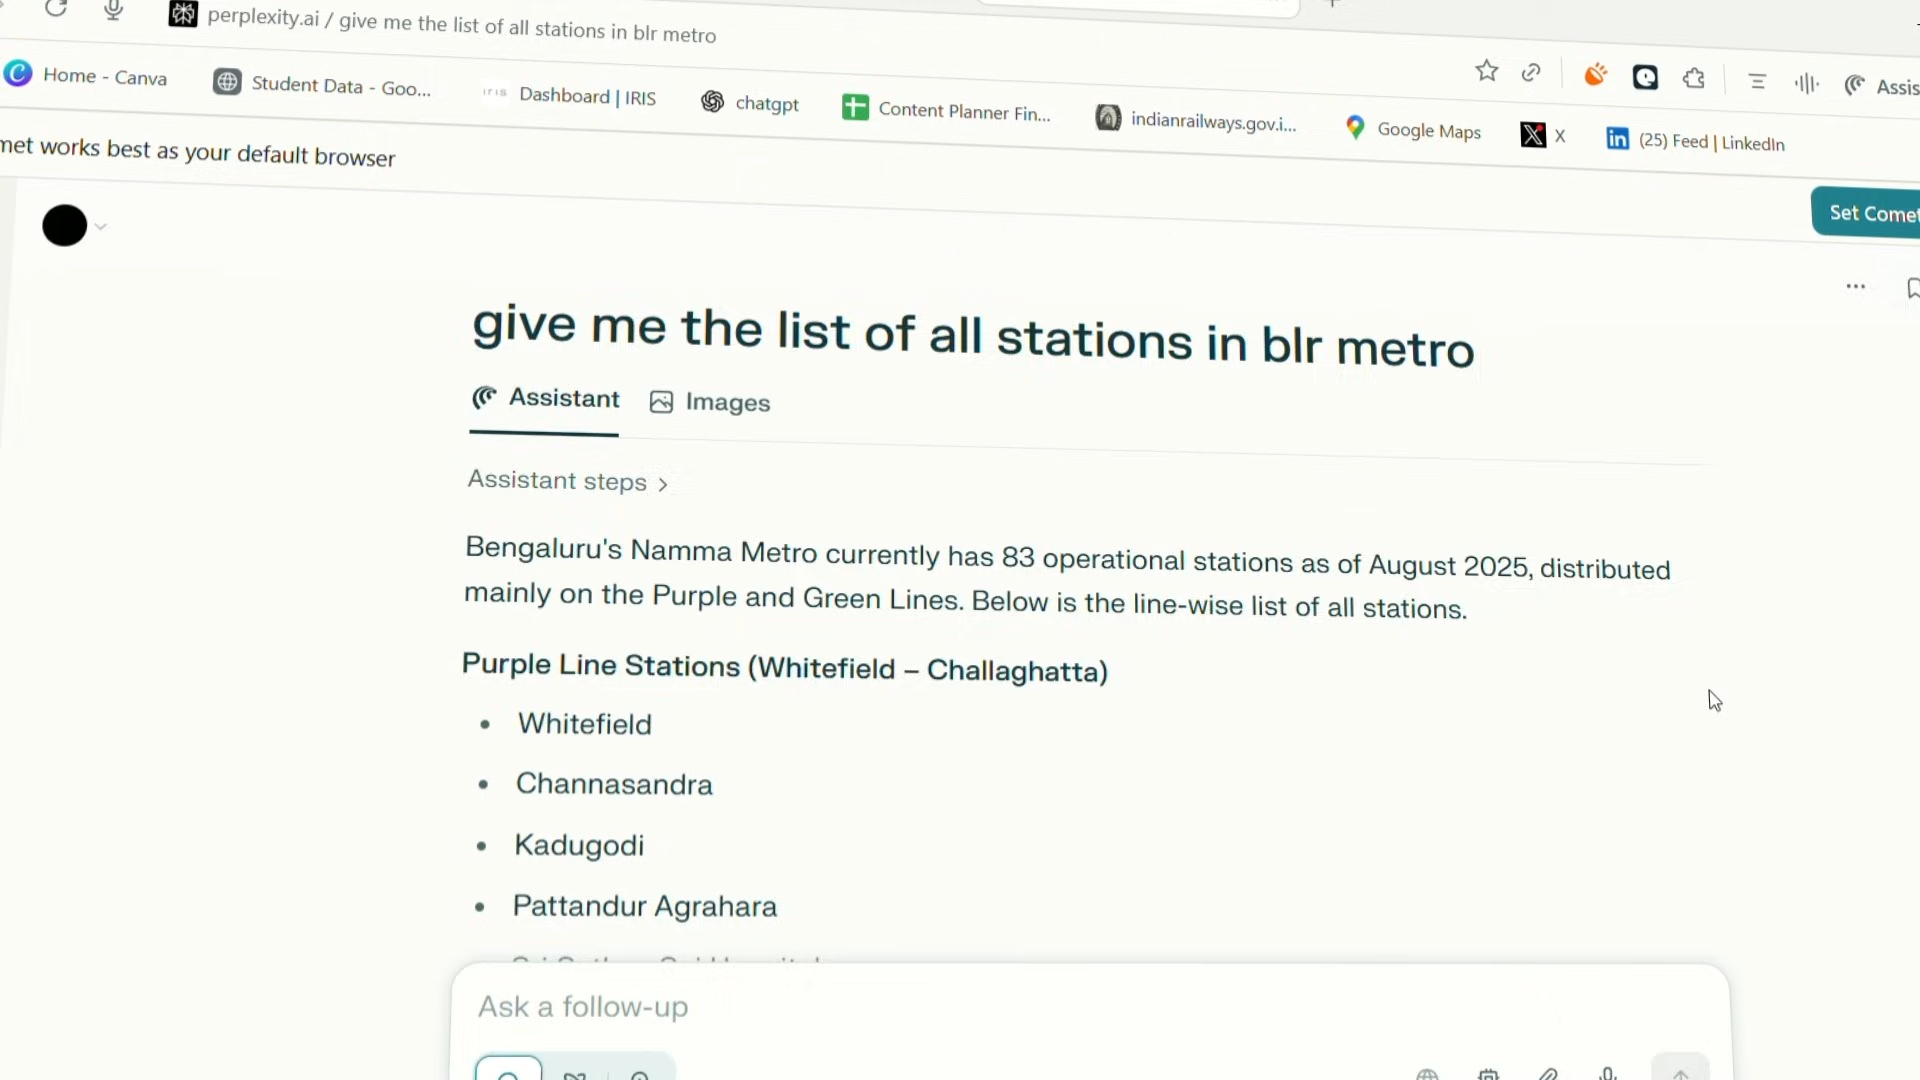 perplexity.ai / give me the list of all stations in blr metro
Home - Canva
Student Data - Goo...
IRIS Dashboard | IRIS
chatgpt
Content Planner Fin...
indianrailways.gov.i...
Google Maps
X
(25) Feed | LinkedIn
Assis
met works best as your default browser
Set Comet
give me the list of all stations in blr metro
Assistant
Images
Assistant steps >
Bengaluru's Namma Metro currently has 83 operational stations as of August 2025, distributed
mainly on the Purple and Green Lines. Below is the line-wise list of all stations.
Purple Line Stations (Whitefield – Challaghatta)
• Whitefield
• Channasandra
• Kadugodi
• Pattandur Agrahara
Ask a follow-up